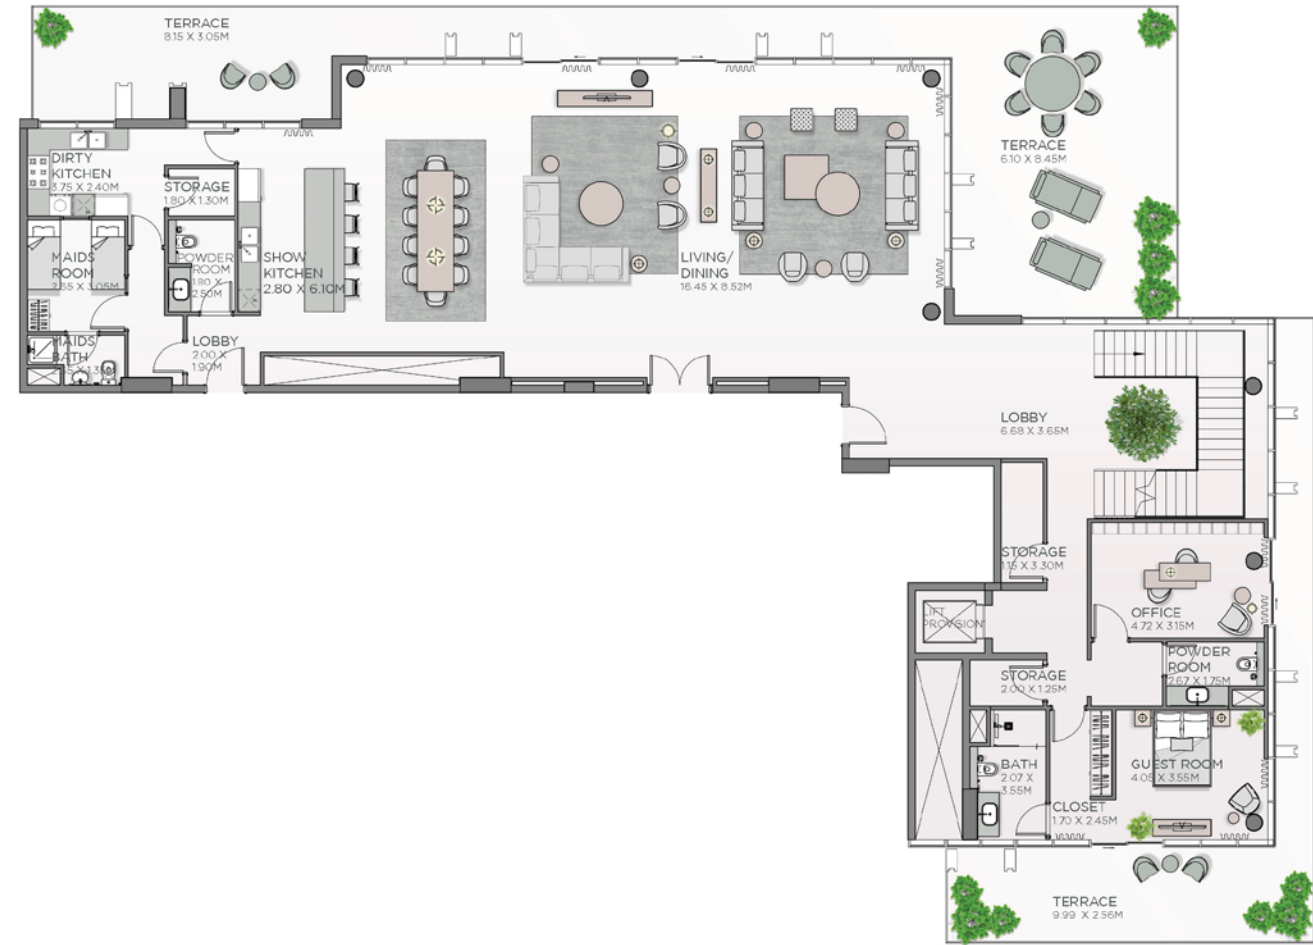 TERRACE
8.15 X 3.05M
TERRACE
6.10 X 8.45M
DIRTY
KITCHEN
3.75 X 2.40M
STORAGE
1.80 X 1.30M
MAIDS
ROOM
2.55 X 3.05M
POWDER
ROOM
1.80 X
2.50M
SHOW
KITCHEN
2.80 X 6.10M
LIVING/
DINING
16.45 X 8.52M
MAIDS
BATH
LOBBY
2.00 X
1.90M
LOBBY
6.68 X 3.65M
STORAGE
1.15 X 3.30M
LIFT
PROVISION
OFFICE
4.72 X 3.15M
POWDER
ROOM
2.67 X 1.75M
STORAGE
2.00 X 1.25M
BATH
2.07 X
3.55M
GUEST ROOM
4.05 X 3.55M
CLOSET
1.70 X 2.45M
TERRACE
9.99 X 2.56M